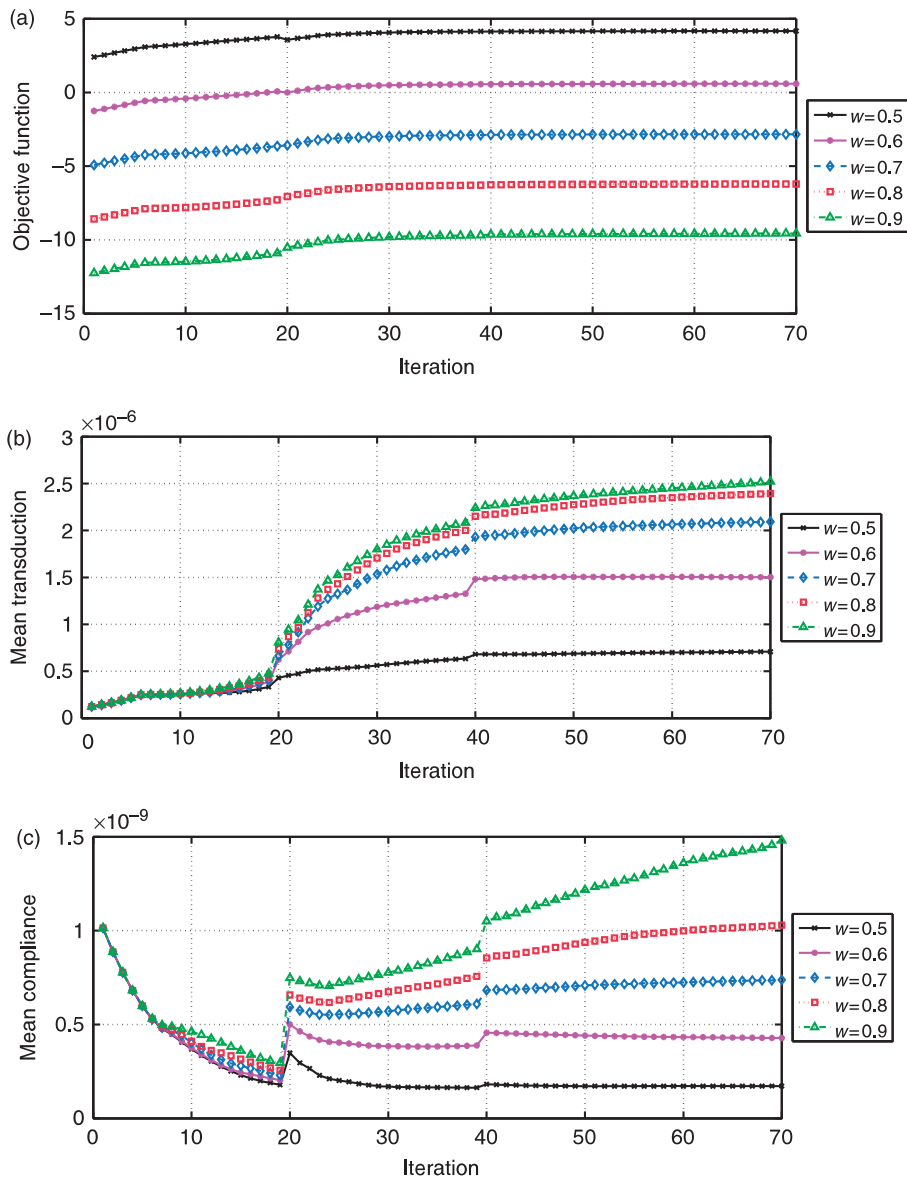 (a)
5
0
−5
−10
−15
Objective function
0
10
20
30
40
50
60
70
Iteration
w = 0.5
w = 0.6
w = 0.7
w = 0.8
w = 0.9
(b)
×10−6
3
2.5
2
1.5
1
0.5
0
Mean transduction
0
10
20
30
40
50
60
70
Iteration
w = 0.5
w = 0.6
w = 0.7
w = 0.8
w = 0.9
(c)
×10−9
1.5
1
0.5
0
Mean compliance
0
10
20
30
40
50
60
70
Iteration
w = 0.5
w = 0.6
w = 0.7
w = 0.8
w = 0.9